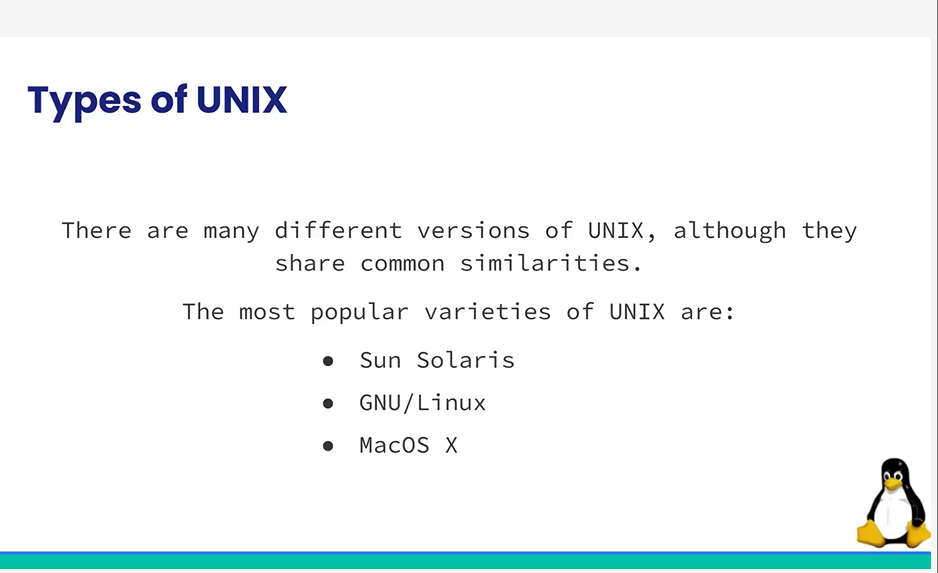 Types of UNIX
There are many different versions of UNIX, although they
share common similarities.
The most popular varieties of UNIX are:
● Sun Solaris
● GNU/Linux
● MacOS X